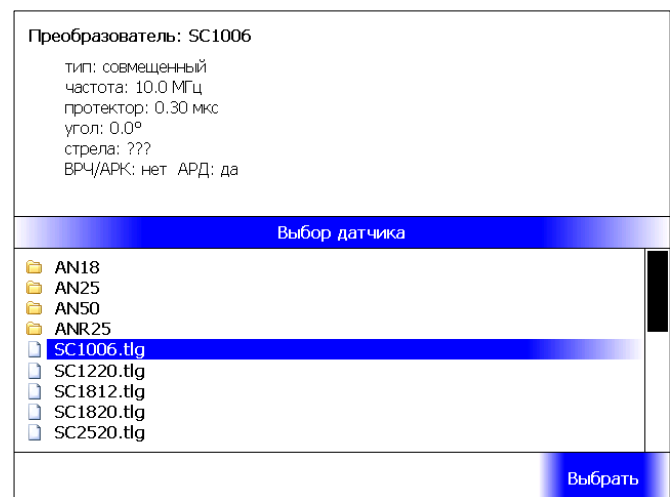 Преобразователь: SC1006
тип: совмещенный
частота: 10.0 МГц
протектор: 0.30 мкс
угол: 0.0º
стрела: ???
ВРЧ/АРК: нет АРД: да
Выбор датчика
AN18
AN25
AN50
ANR25
SC1006.tlg
SC1220.tlg
SC1812.tlg
SC1820.tlg
SC2520.tlg
Выбрать